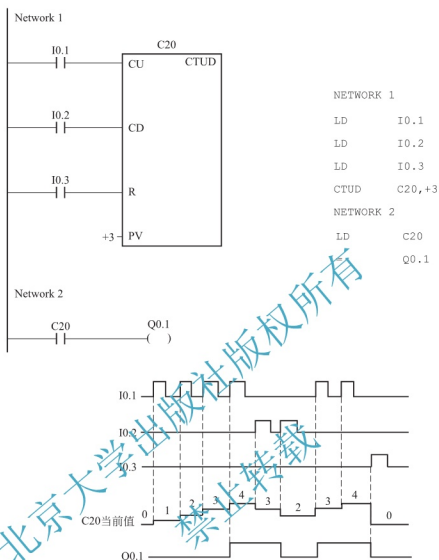 Network 1
I0.1
C20
CU
CTUD
I0.2
CD
I0.3
R
+3
PV
NETWORK 1
LD I0.1
LD I0.2
LD I0.3
CTUD C20,+3
NETWORK 2
LD C20
= Q0.1
Network 2
C20
Q0.1
( )
I0.1
I0.2
I0.3
C20当前值
0 1 2 3 4 3 2 3 4 0
Q0.1
北京大学出版社版权所有
禁止转载